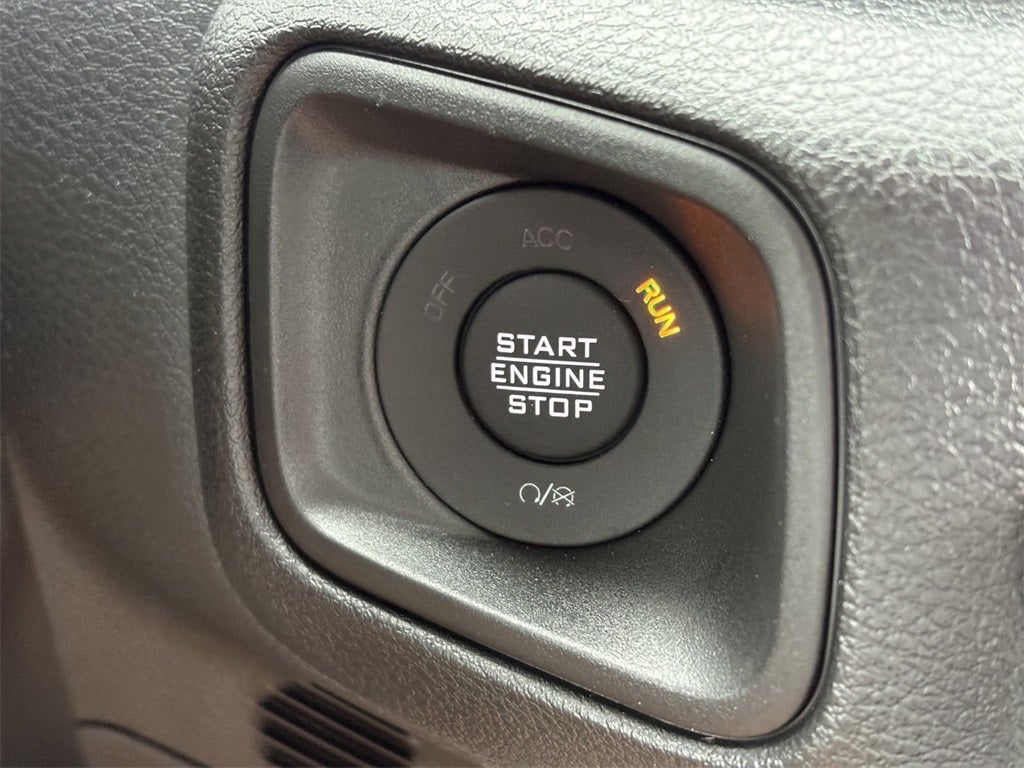 ACC
OFF
RUN
START
ENGINE
STOP